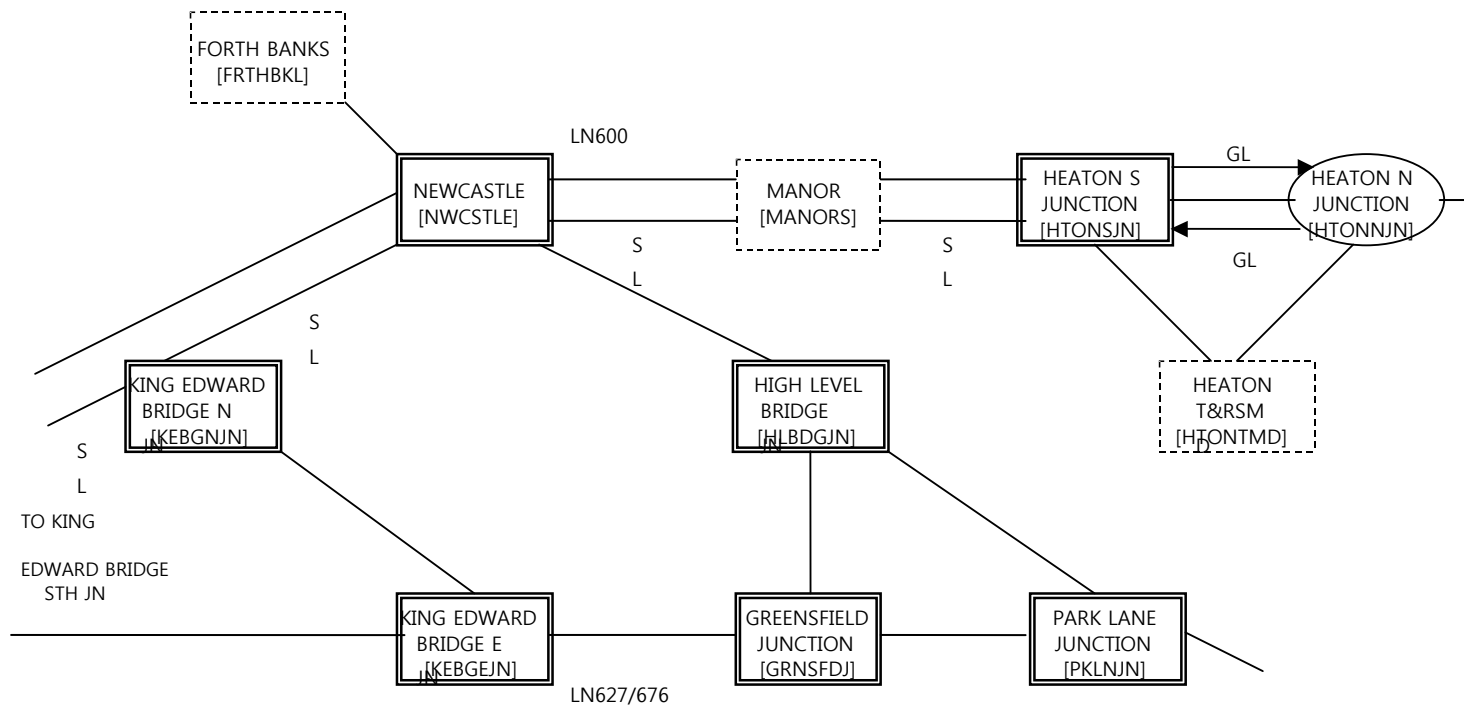 FORTH BANKS
[FRTHBKL]
LN600
NEWCASTLE
[NWCSTLE]
MANOR
[MANORS]
HEATON S
JUNCTION
[HTONSJN]
GL
HEATON N
JUNCTION
[HTONNJN]
GL
S
L
S
L
S
L
KING EDWARD
BRIDGE N
JN
[KEBGNJN]
HIGH LEVEL
BRIDGE
JN
[HLBDGJN]
HEATON
T&RSM
D
[HTONTMD]
S
L
TO KING
EDWARD BRIDGE
STH JN
KING EDWARD
BRIDGE E
JN
[KEBGEJN]
GREENSFIELD
JUNCTION
[GRNSFDJ]
PARK LANE
JUNCTION
[PKLNJN]
LN627/676